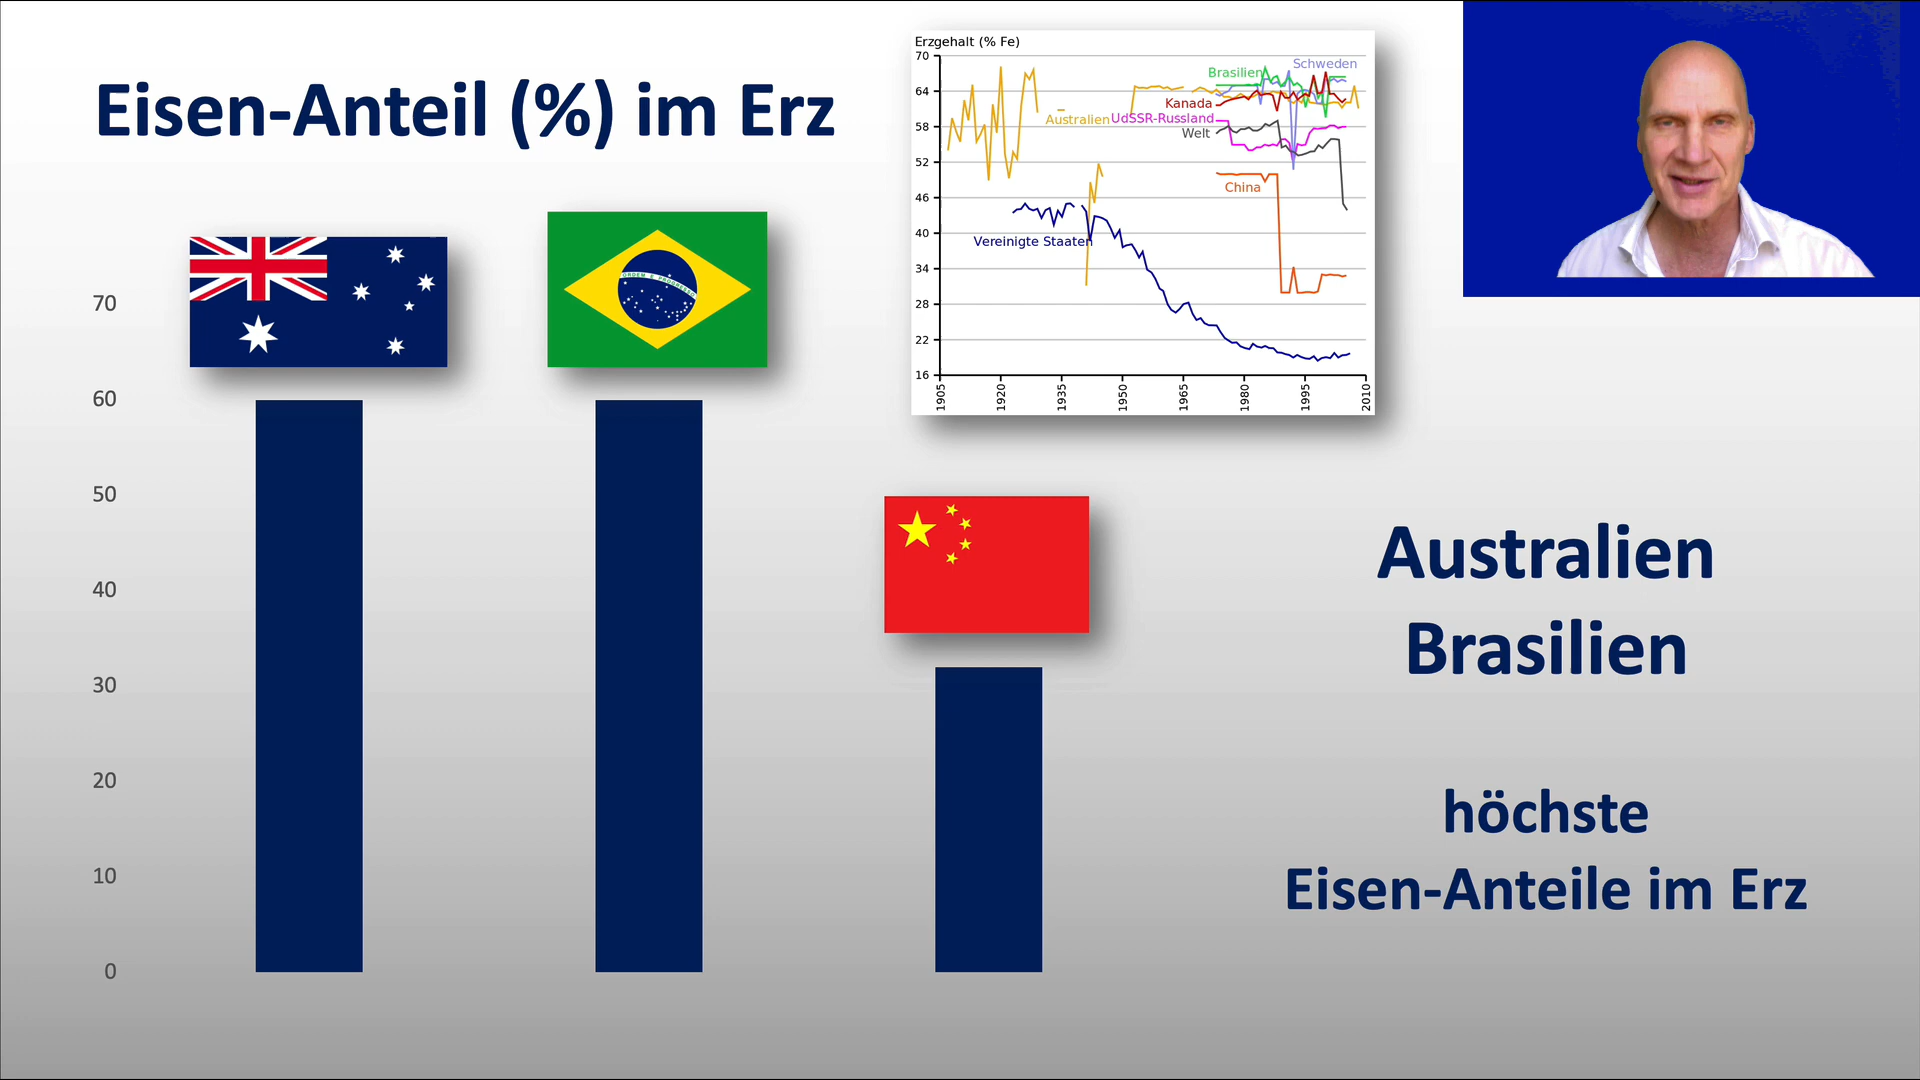 Eisen-Anteil (%) im Erz
70
60
50
40
30
20
10
0
Erzgehalt (% Fe)
70
64
58
52
46
40
34
28
22
16
1905
1920
1935
1950
1965
1980
1995
2010
Schweden
Brasilien
Kanada
Australien
UdSSR-Russland
Welt
China
Vereinigte Staaten
ORDEM E PROGRESSO
Australien
Brasilien
höchste
Eisen-Anteile im Erz